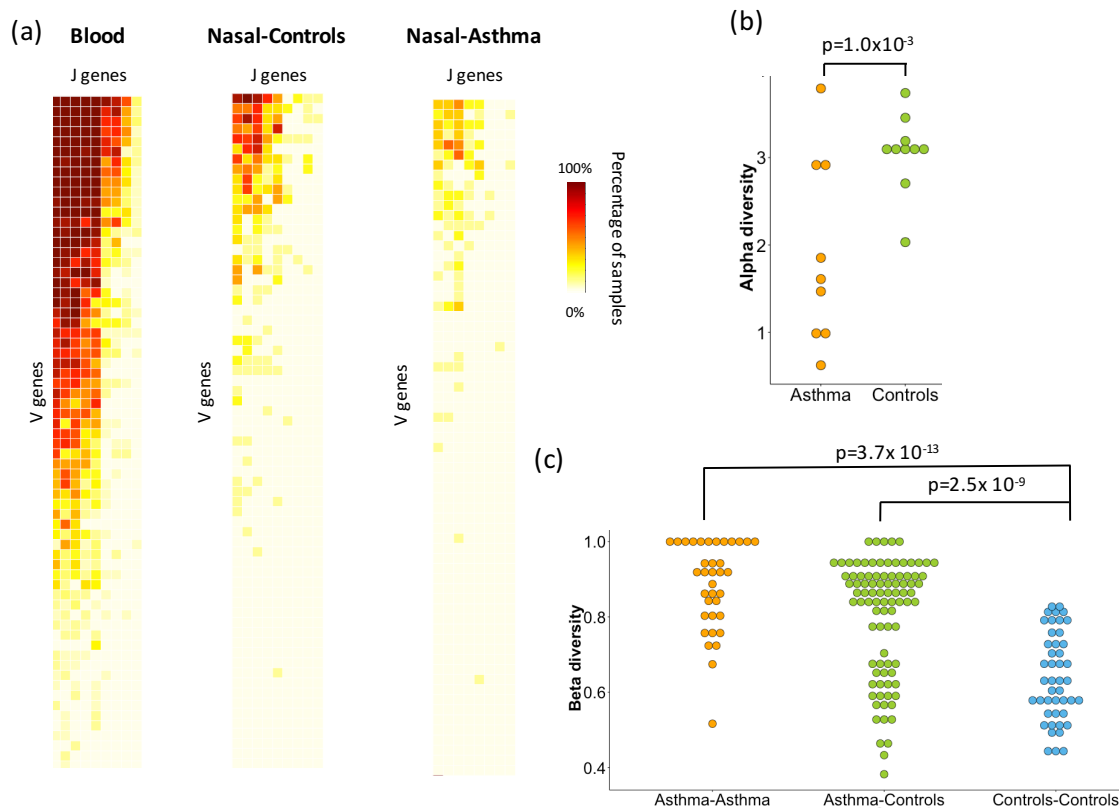 (a)
Blood
Nasal-Controls
Nasal-Asthma
J genes
J genes
J genes
V genes
V genes
V genes
100%
0%
Percentage of samples
(b)
p=1.0x10⁻³
Alpha diversity
3
2
1
Asthma
Controls
(c)
p=3.7x 10⁻¹³
p=2.5x 10⁻⁹
Beta diversity
1.0
0.8
0.6
0.4
Asthma-Asthma
Asthma-Controls
Controls-Controls